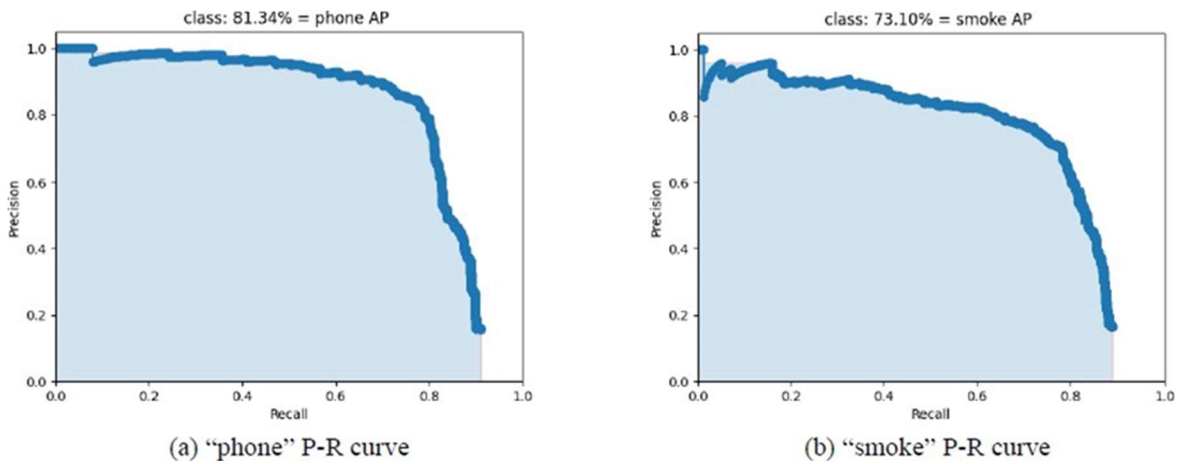 class: 81.34% = phone AP
1.0
0.8
0.6
0.4
0.2
0.0
Precision
0.0 0.2 0.4 0.6 0.8 1.0
Recall
(a) “phone” P-R curve
class: 73.10% = smoke AP
1.0
0.8
0.6
0.4
0.2
0.0
Precision
0.0 0.2 0.4 0.6 0.8 1.0
Recall
(b) “smoke” P-R curve